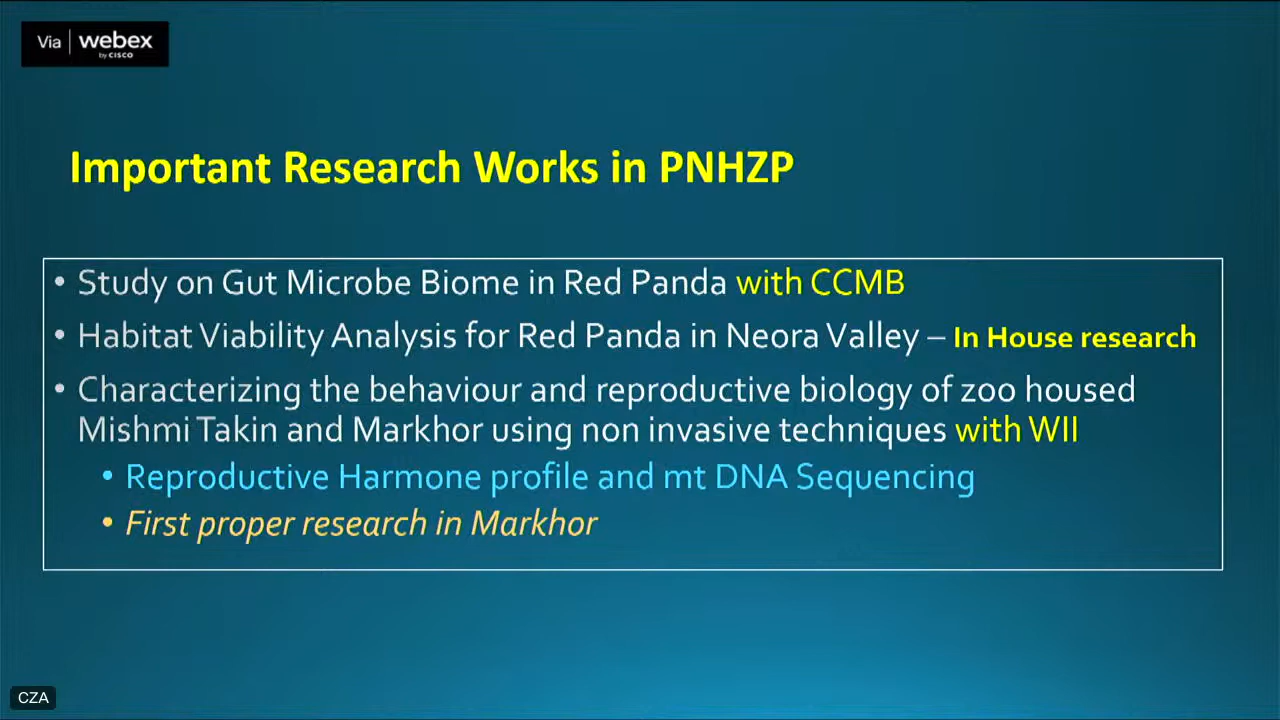 Via webex
by CISCO
Important Research Works in PNHZP
• Study on Gut Microbe Biome in Red Panda with CCMB
• Habitat Viability Analysis for Red Panda in Neora Valley – In House research
• Characterizing the behaviour and reproductive biology of zoo housed
Mishmi Takin and Markhor using non invasive techniques with WII
• Reproductive Harmone profile and mt DNA Sequencing
• First proper research in Markhor
CZA